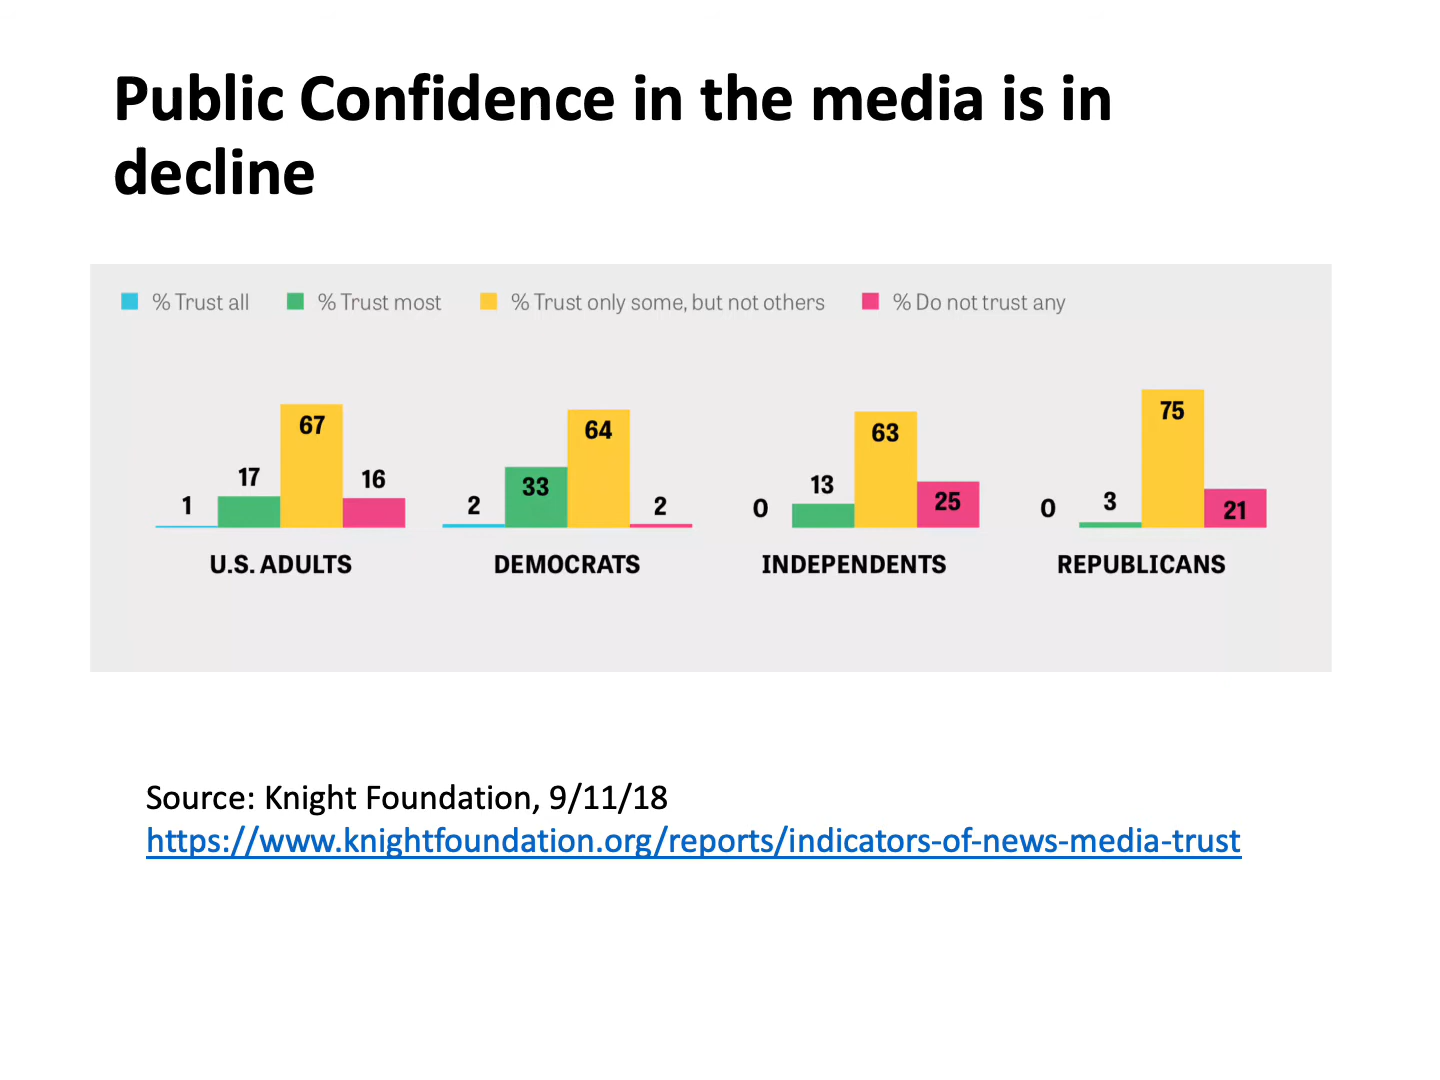 Public Confidence in the media is in
decline
% Trust all % Trust most % Trust only some, but not others % Do not trust any
1 17 67 16
2 33 64 2
0 13 63 25
0 3 75 21
U.S. ADULTS DEMOCRATS INDEPENDENTS REPUBLICANS
Source: Knight Foundation, 9/11/18
https://www.knightfoundation.org/reports/indicators-of-news-media-trust